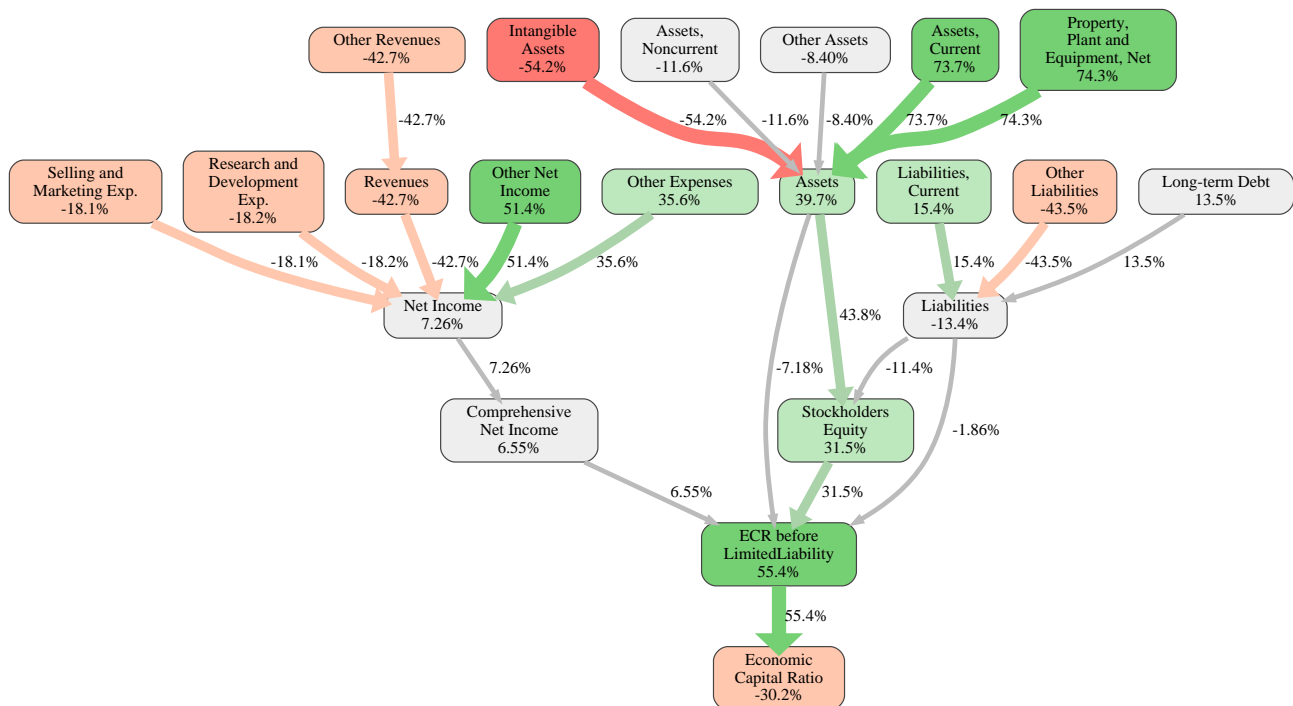 Other Revenues
-42.7%
Intangible
Assets
-54.2%
Assets,
Noncurrent
-11.6%
Other Assets
-8.40%
Assets,
Current
73.7%
Property,
Plant and
Equipment, Net
74.3%
-42.7%
-54.2%
-11.6%
-8.40%
73.7%
74.3%
Selling and
Marketing Exp.
-18.1%
Research and
Development
Exp.
-18.2%
Revenues
-42.7%
Other Net
Income
51.4%
Other Expenses
35.6%
Assets
39.7%
Liabilities,
Current
15.4%
Other
Liabilities
-43.5%
Long-term Debt
13.5%
-18.1%
-18.2%
-42.7%
51.4%
35.6%
15.4%
-43.5%
13.5%
Net Income
7.26%
Liabilities
-13.4%
43.8%
7.26%
-7.18%
-11.4%
Comprehensive
Net Income
6.55%
Stockholders
Equity
31.5%
-1.86%
6.55%
31.5%
ECR before
LimitedLiability
55.4%
55.4%
Economic
Capital Ratio
-30.2%